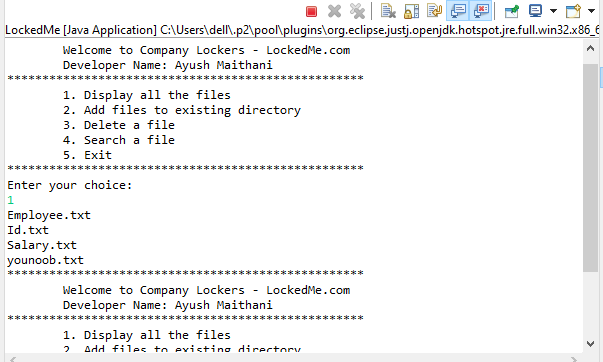 LockedMe [Java Application] C:\Users\dell\.p2\pool\plugins\org.eclipse.justj.openjdk.hotspot.jre.full.win32.x86_6
Welcome to Company Lockers - LockedMe.com
Developer Name: Ayush Maithani
***************************************************
1. Display all the files
2. Add files to existing directory
3. Delete a file
4. Search a file
5. Exit
***************************************************
Enter your choice:
1
Employee.txt
Id.txt
Salary.txt
younoob.txt
***************************************************
Welcome to Company Lockers - LockedMe.com
Developer Name: Ayush Maithani
***************************************************
1. Display all the files
2. Add files to existing directory